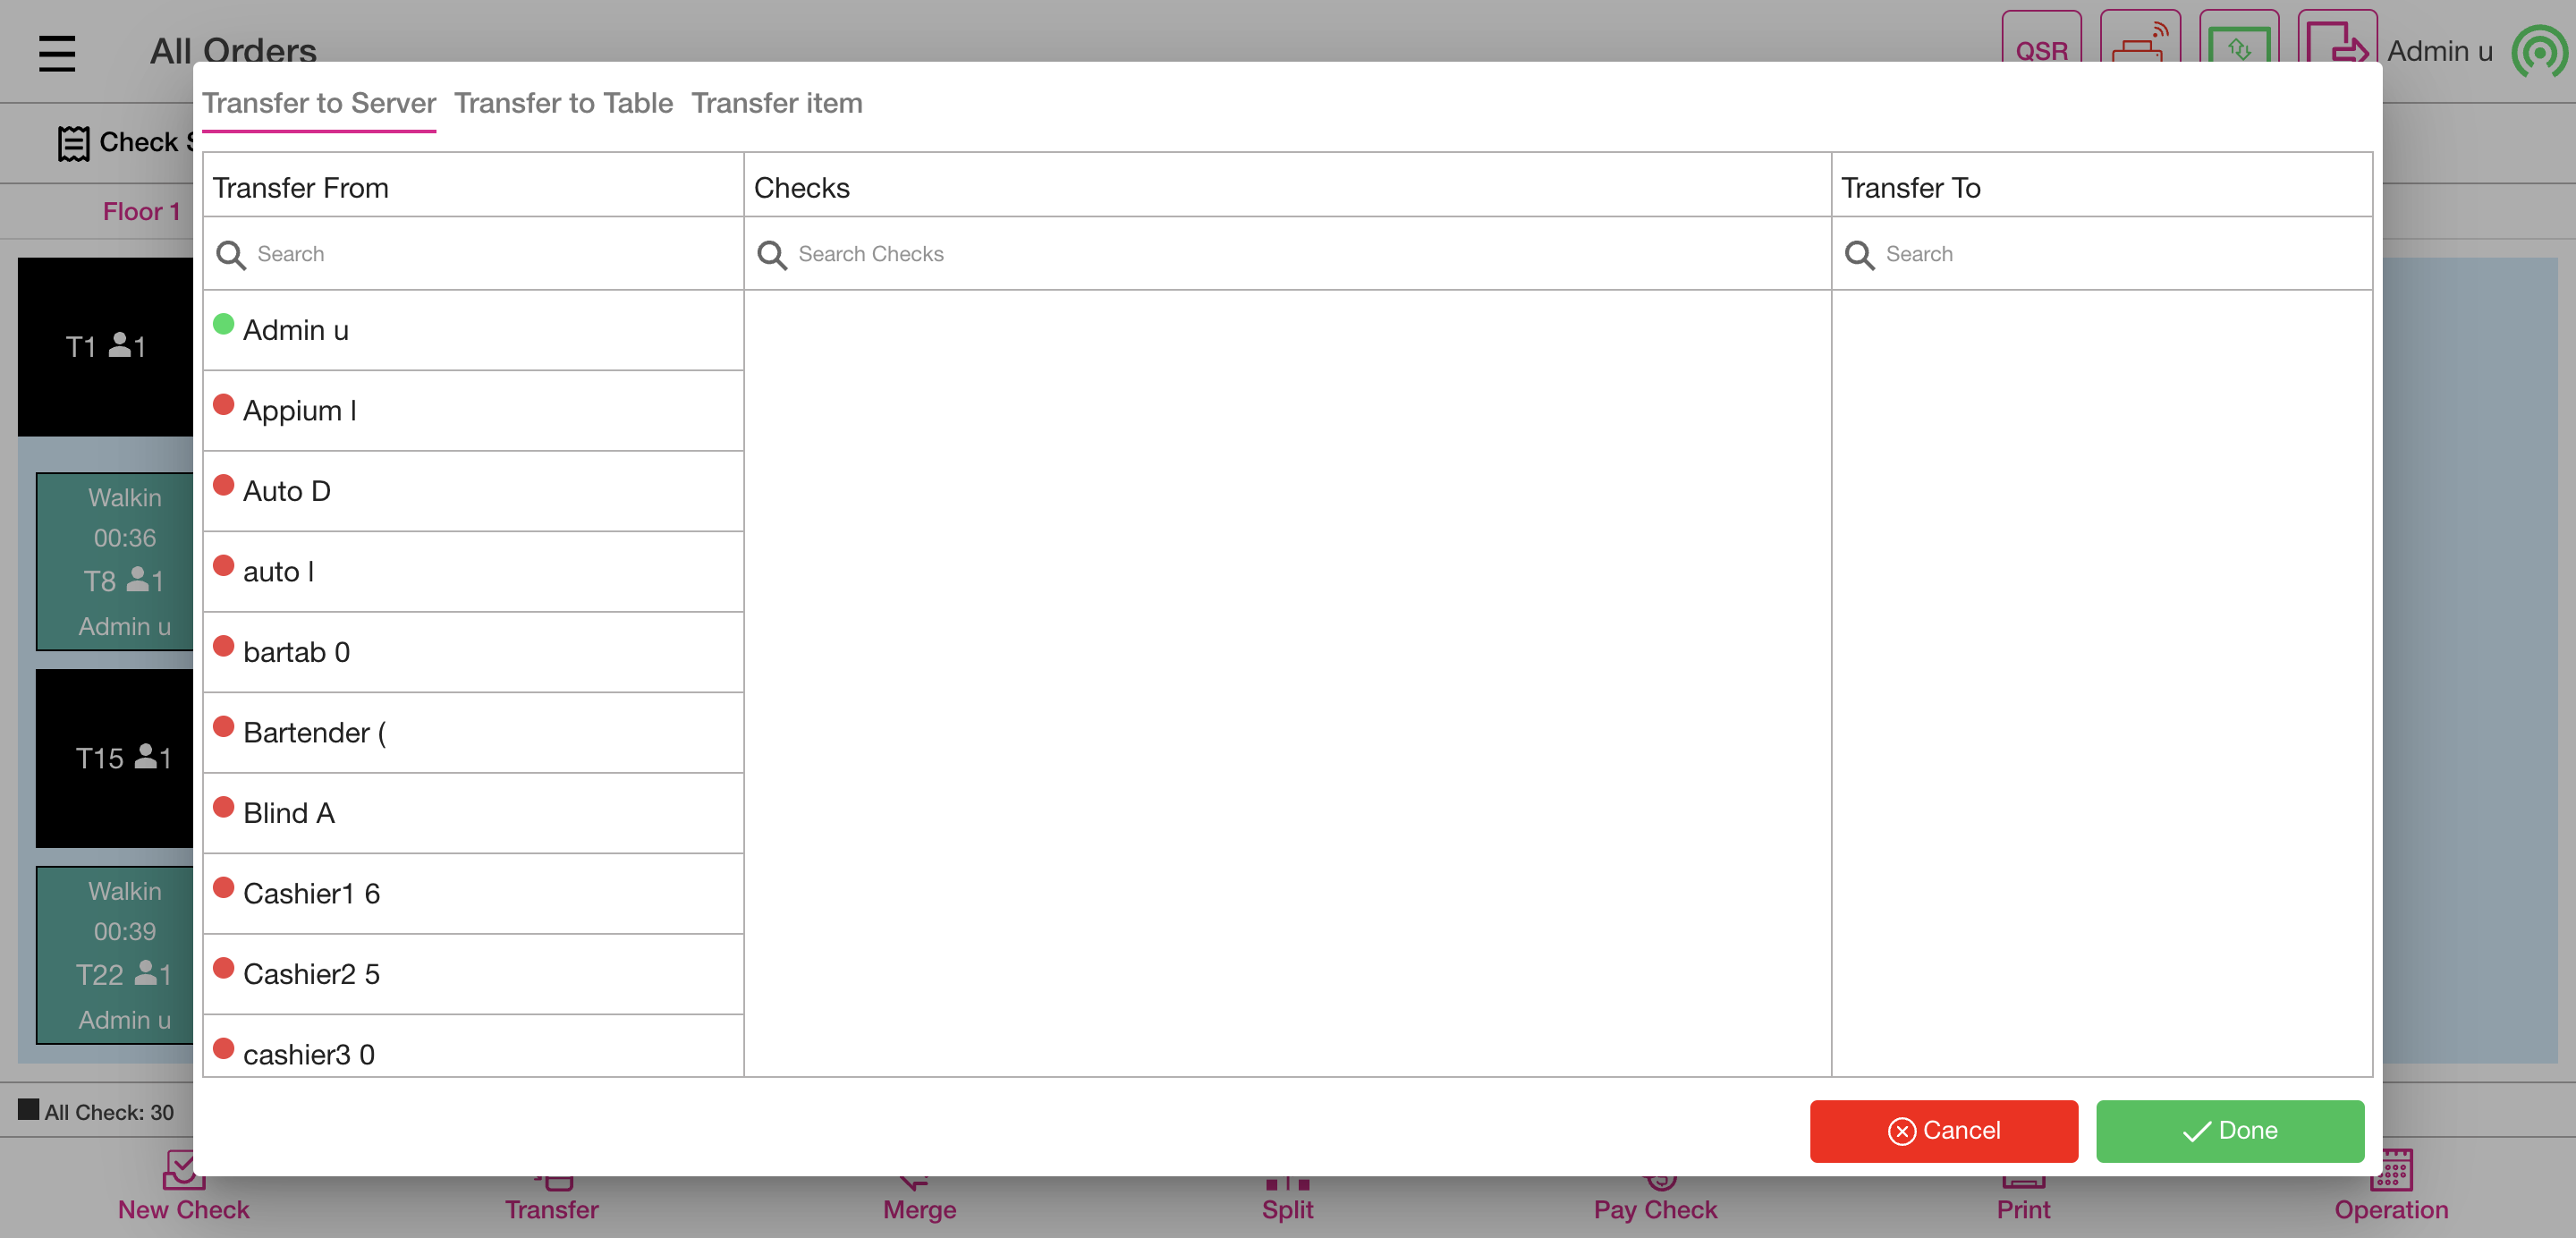 All Orders
QSR
Admin u
Check
Floor 1
T1 1
Walkin
00:36
T8 1
Admin u
T15 1
Walkin
00:39
T22 1
Admin u
All Check: 30
Transfer to Server Transfer to Table Transfer item
Transfer From
Checks
Transfer To
Search
Search Checks
Search
Admin u
Appium I
Auto D
auto I
bartab 0
Bartender (
Blind A
Cashier1 6
Cashier2 5
cashier3 0
Cancel
Done
New Check
Transfer
Merge
Split
Pay Check
Print
Operation